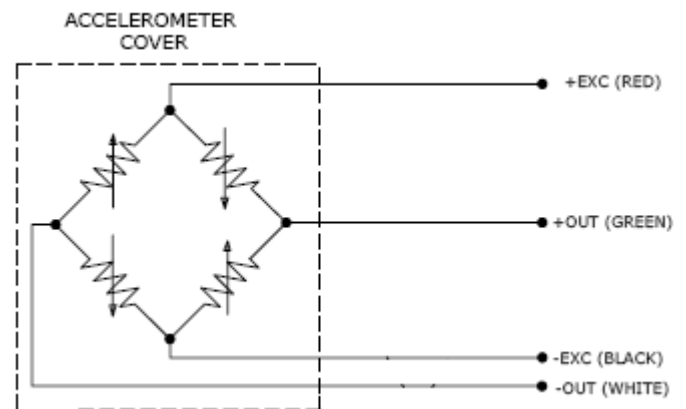 ACCELEROMETER
COVER
+EXC (RED)
+OUT (GREEN)
-EXC (BLACK)
-OUT (WHITE)